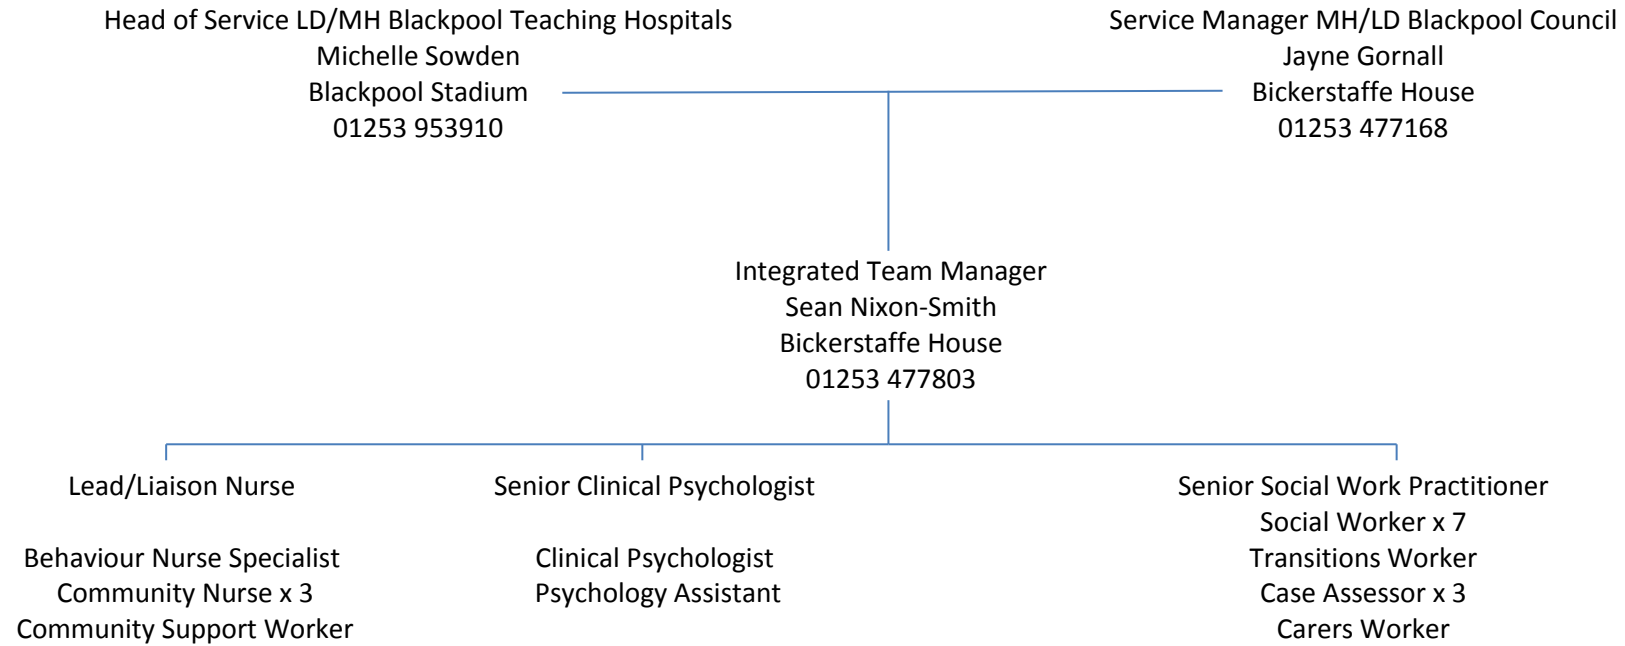 Head of Service LD/MH Blackpool Teaching Hospitals
Michelle Sowden
Blackpool Stadium
01253 953910
Service Manager MH/LD Blackpool Council
Jayne Gornall
Bickerstaffe House
01253 477168
Integrated Team Manager
Sean Nixon-Smith
Bickerstaffe House
01253 477803
Lead/Liaison Nurse
Behaviour Nurse Specialist
Community Nurse x 3
Community Support Worker
Senior Clinical Psychologist
Clinical Psychologist
Psychology Assistant
Senior Social Work Practitioner
Social Worker x 7
Transitions Worker
Case Assessor x 3
Carers Worker